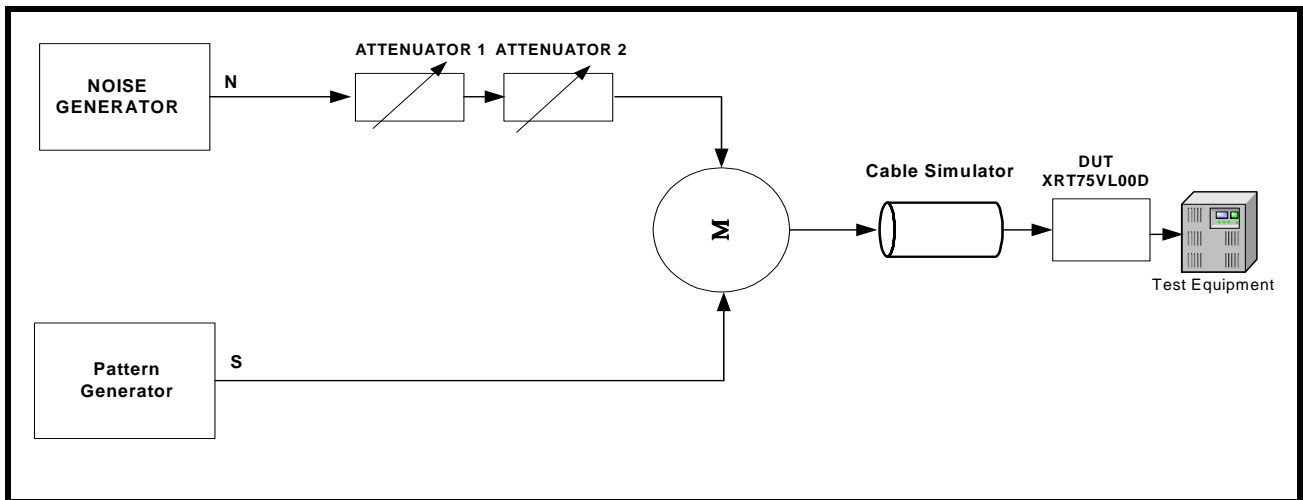 NOISE
GENERATOR
N
ATTENUATOR 1
ATTENUATOR 2
M
Cable Simulator
DUT
XRT75VL00D
Test Equipment
Pattern
Generator
S